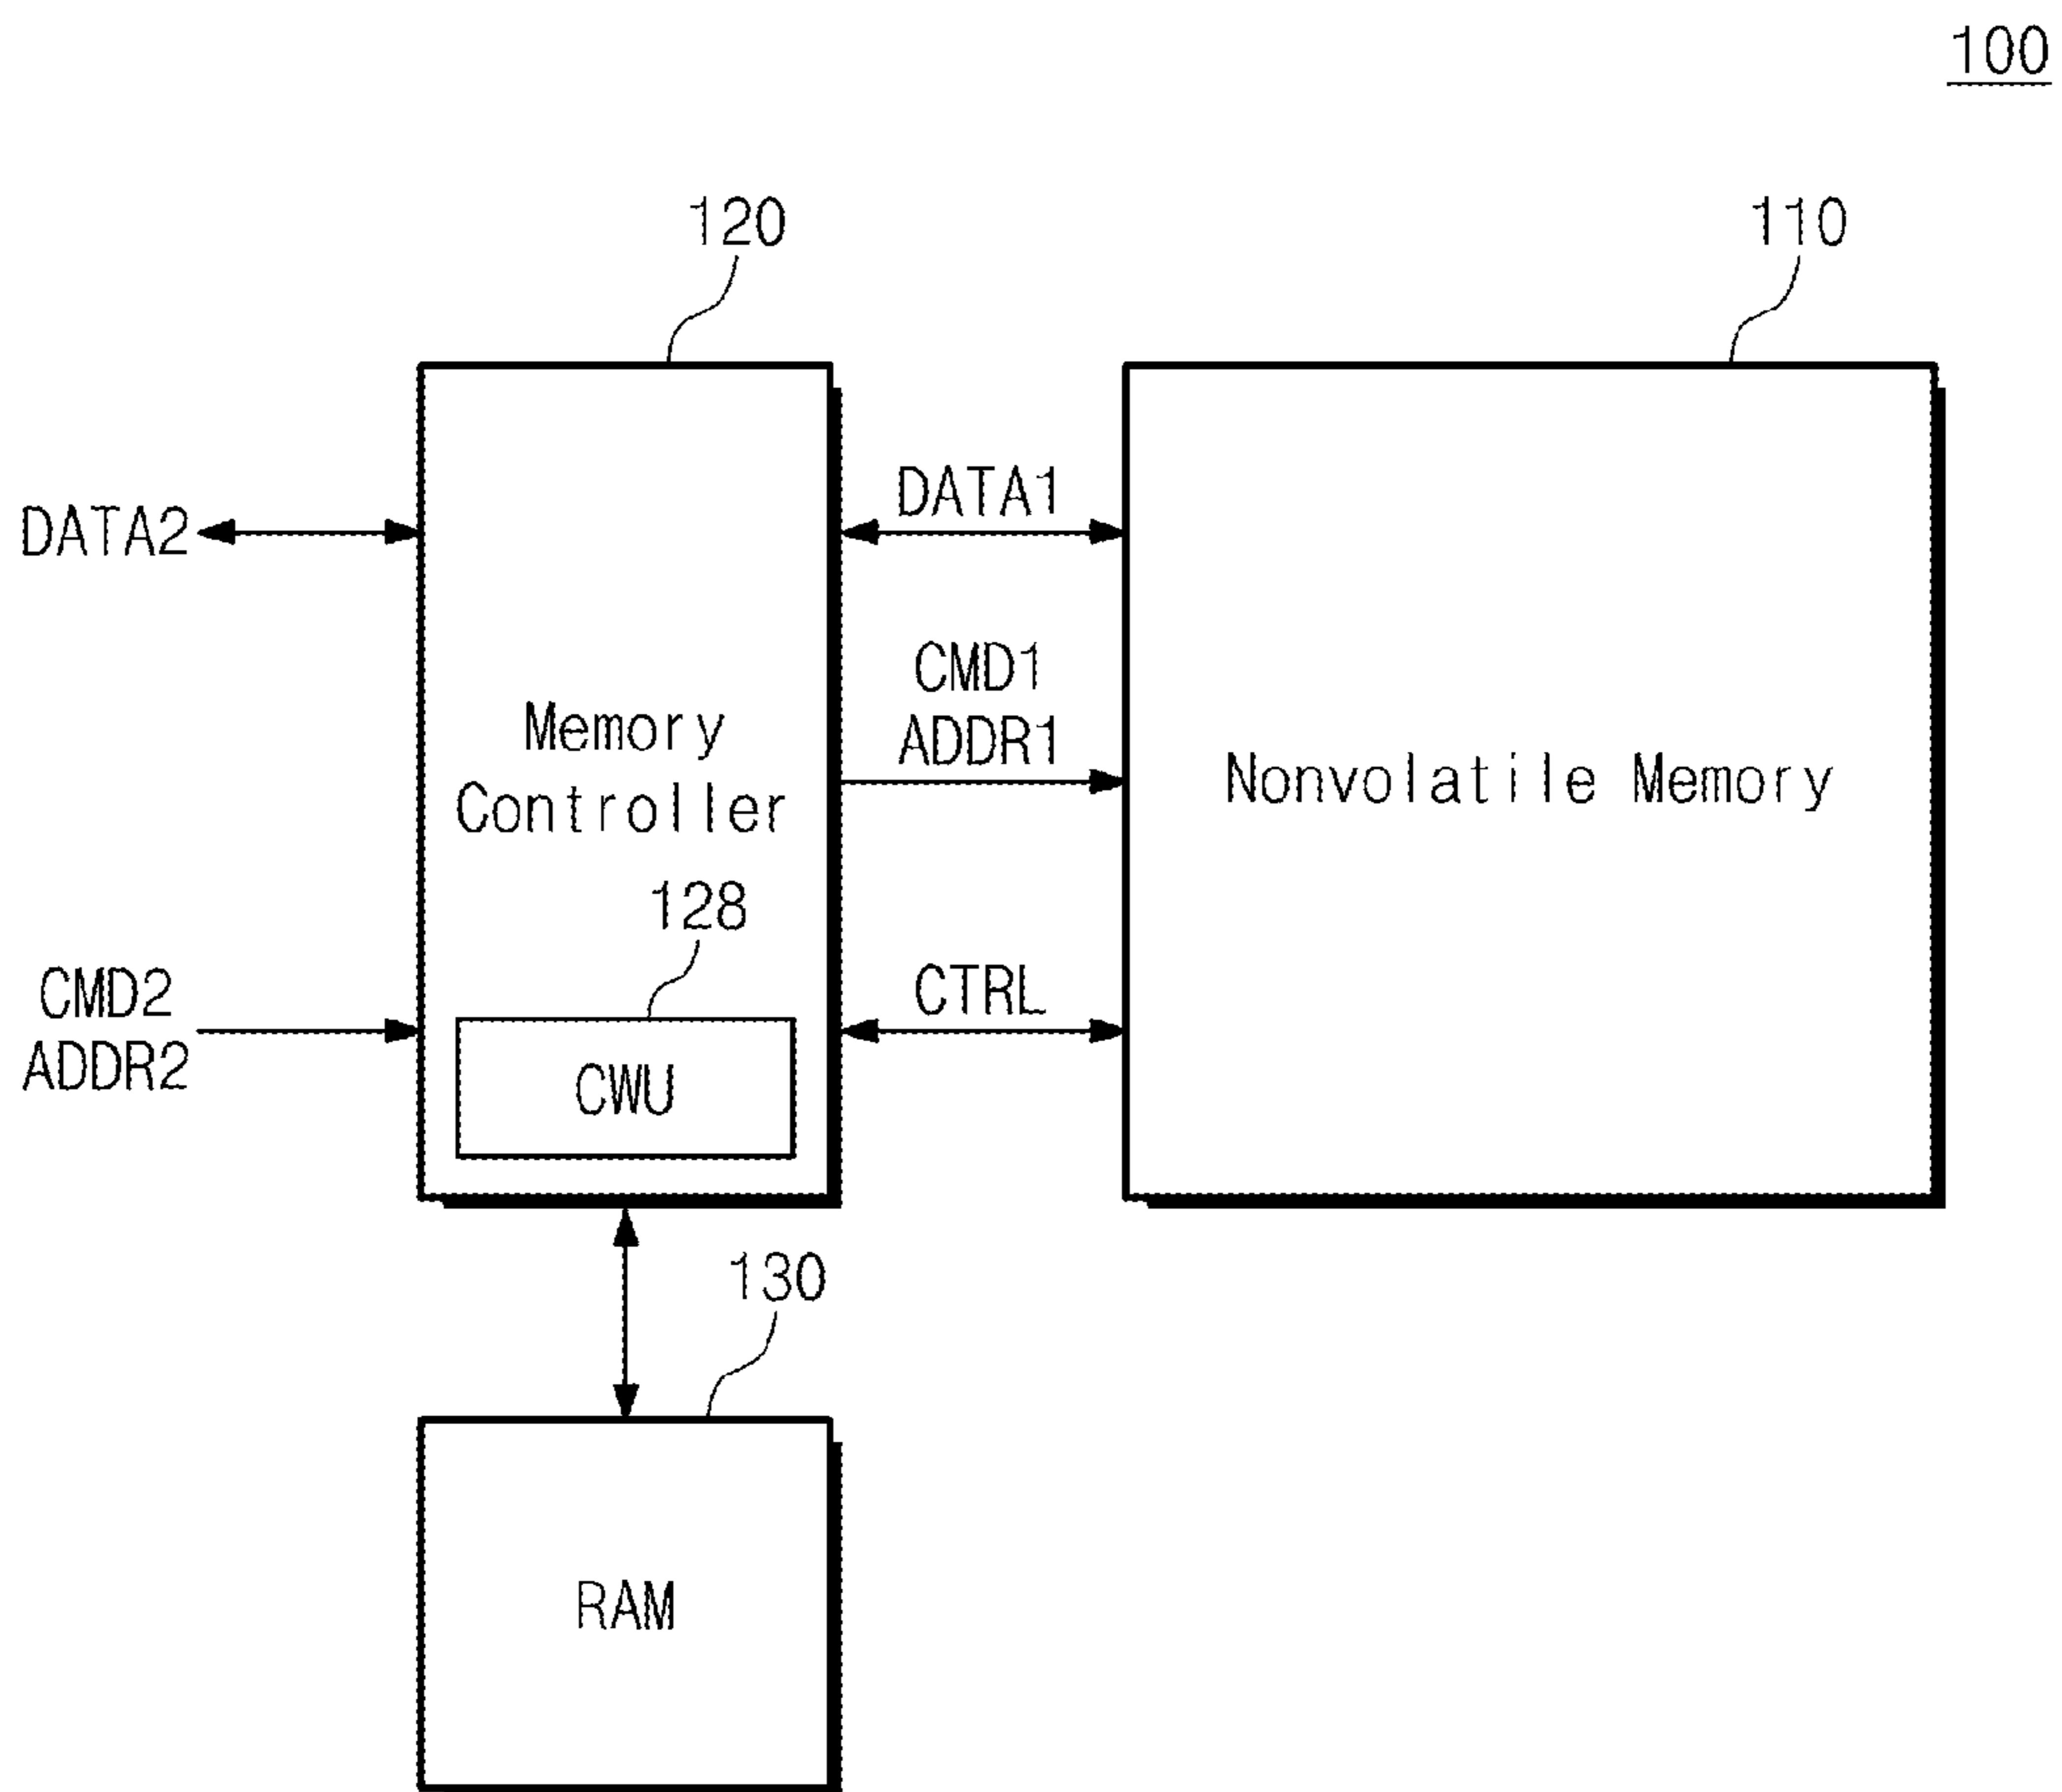 100
120
110
DATA1
DATA2
CMD1
ADDR1
Memory
Controller
Nonvolatile Memory
128
CTRL
CMD2
ADDR2
CWU
130
RAM